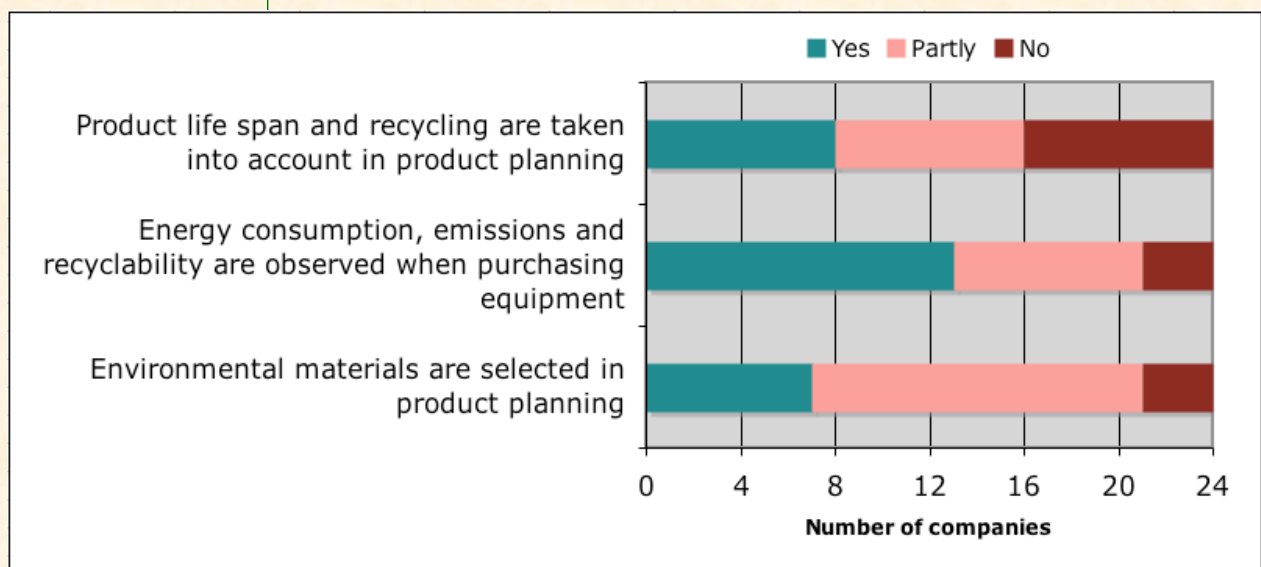 Yes Partly No
Product life span and recycling are taken
into account in product planning
Energy consumption, emissions and
recyclability are observed when purchasing
equipment
Environmental materials are selected in
product planning
0 4 8 12 16 20 24
Number of companies